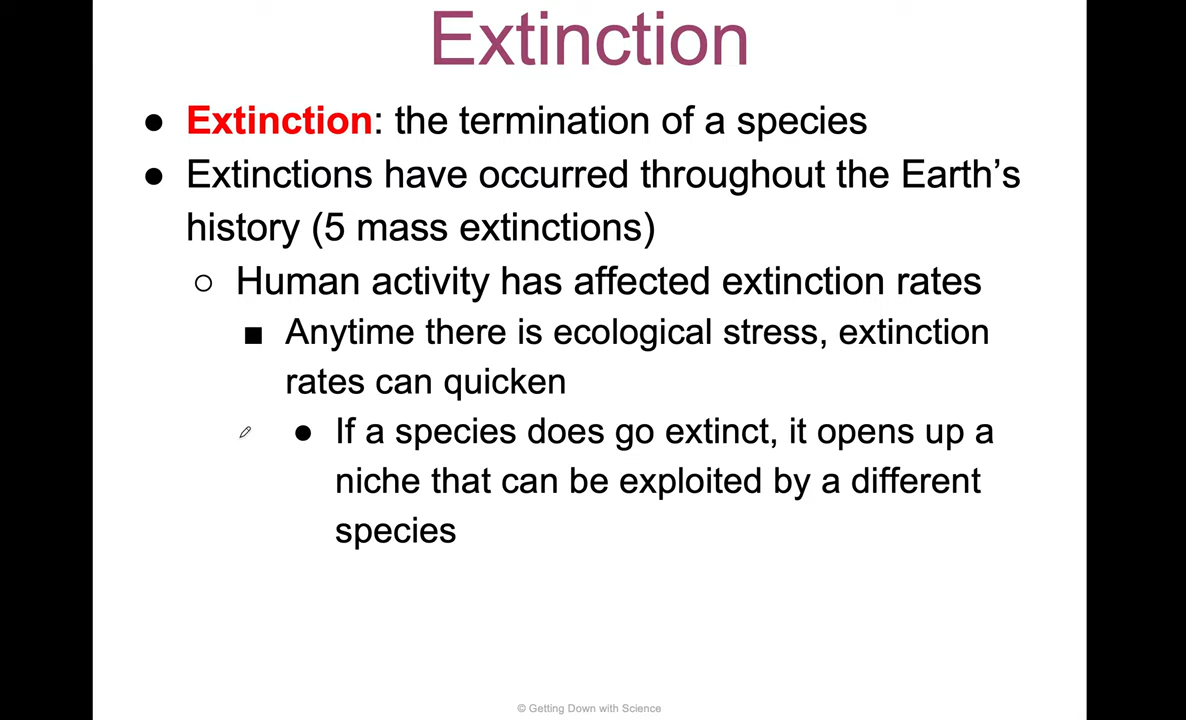 Extinction
● Extinction: the termination of a species
● Extinctions have occurred throughout the Earth’s
history (5 mass extinctions)
○ Human activity has affected extinction rates
■ Anytime there is ecological stress, extinction
rates can quicken
● If a species does go extinct, it opens up a
niche that can be exploited by a different
species
© Getting Down with Science